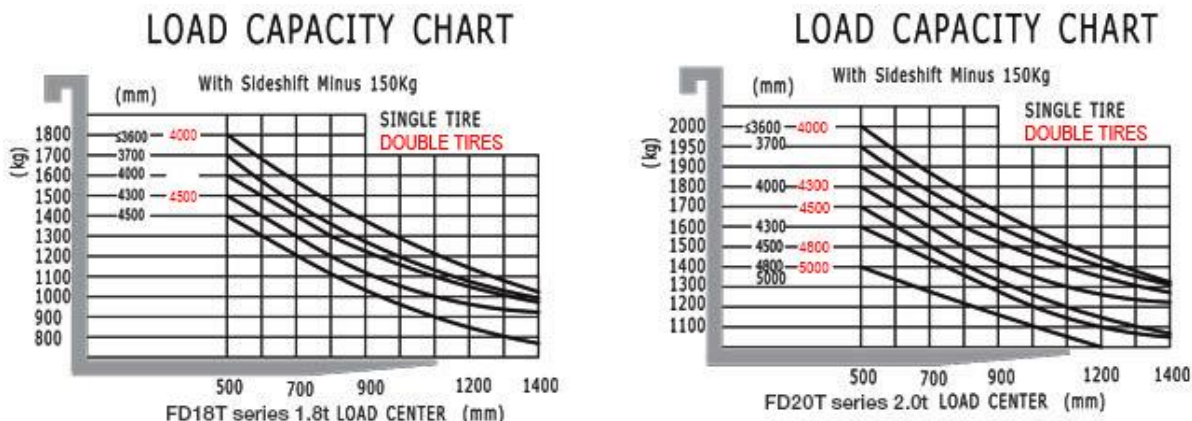 LOAD CAPACITY CHART
With Sideshift Minus 150Kg
(mm)
SINGLE TIRE
DOUBLE TIRES
(kg)
1800 ≤3600 4000
1700 3700
1600 4000
1500 4300 4500
1400 4500
1300
1200
1100
1000
900
800
500 700 900 1200 1400
FD18T series 1.8t LOAD CENTER (mm)
LOAD CAPACITY CHART
With Sideshift Minus 150Kg
(mm)
SINGLE TIRE
DOUBLE TIRES
(kg)
2000 ≤3600 4000
1950 3700
1900
1800 4000 4300
1700 4500
1600 4300
1500 4500 4800
1400 4800 5000
1300 5000
1200
1100
500 700 900 1200 1400
FD20T series 2.0t LOAD CENTER (mm)